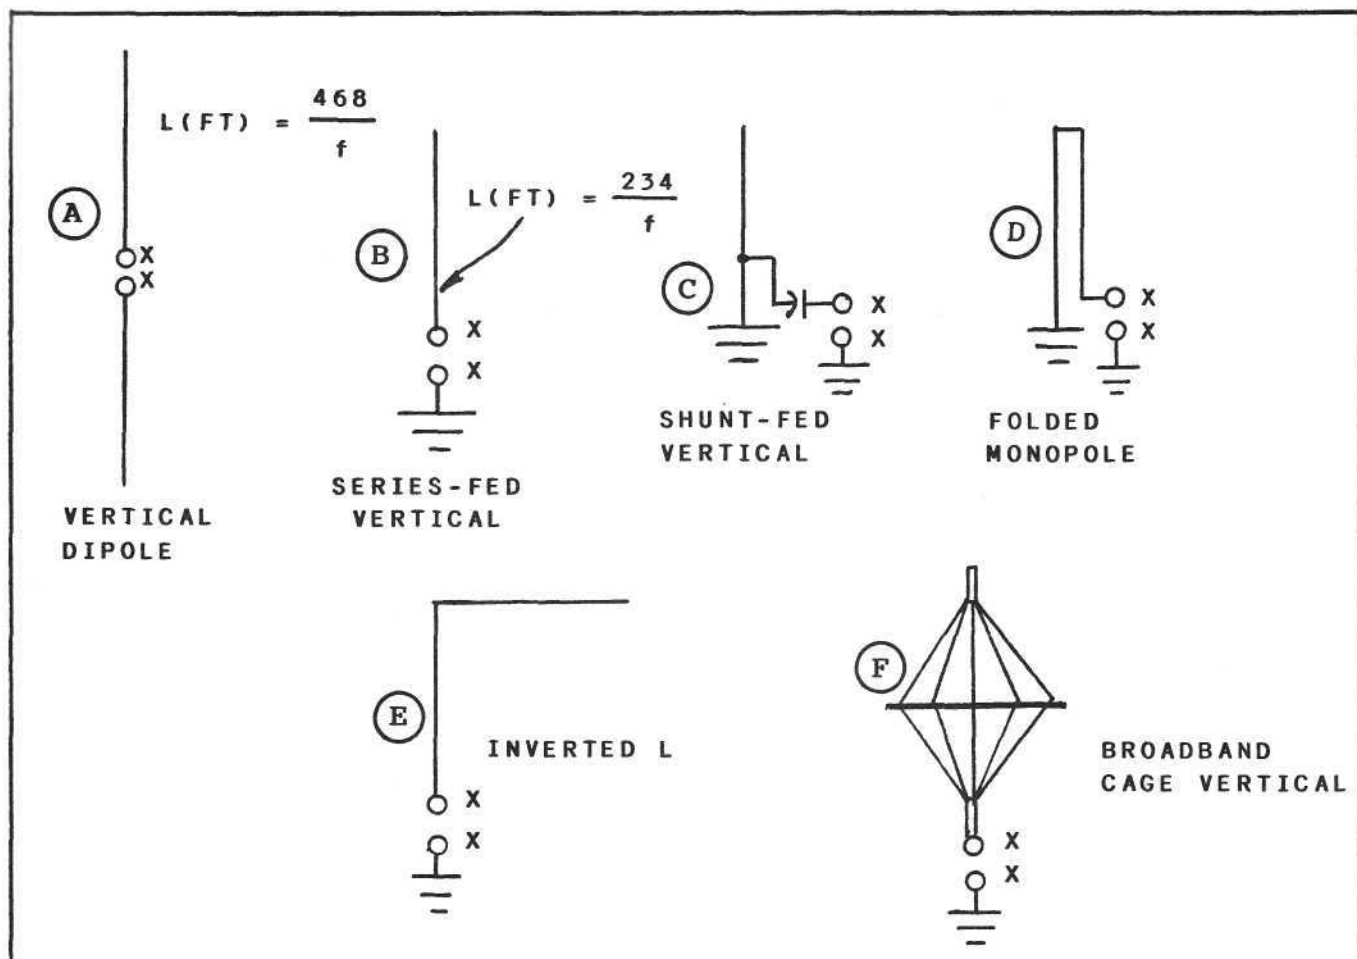 L(FT) = 468
f
A
X
X
VERTICAL
DIPOLE
B
L(FT) = 234
f
X
X
SERIES-FED
VERTICAL
C
X
X
SHUNT-FED
VERTICAL
D
X
X
FOLDED
MONOPOLE
E
INVERTED L
X
X
F
BROADBAND
CAGE VERTICAL
X
X